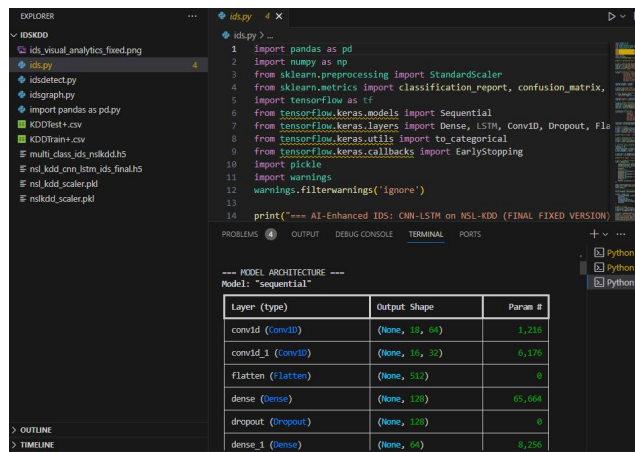 EXPLORER
IDSKDD
ids_visual_analytics_fixed.png
ids.py 4
idsdetect.py
idsgraph.py
import pandas as pd.py
KDDTest+.csv
KDDTrain+.csv
multi_class_ids_nslkdd.h5
nsl_kdd_cnn_lstm_ids_final.h5
nsl_kdd_scaler.pkl
nslkdd_scaler.pkl
OUTLINE
TIMELINE
ids.py 4
ids.py > ...
1 import pandas as pd
2 import numpy as np
3 from sklearn.preprocessing import StandardScaler
4 from sklearn.metrics import classification_report, confusion_matrix,
5 import tensorflow as tf
6 from tensorflow.keras.models import Sequential
7 from tensorflow.keras.layers import Dense, LSTM, Conv1D, Dropout, Fla
8 from tensorflow.keras.utils import to_categorical
9 from tensorflow.keras.callbacks import EarlyStopping
10 import pickle
11 import warnings
12 warnings.filterwarnings('ignore')
13
14 print("=== AI-Enhanced IDS: CNN-LSTM on NSL-KDD (FINAL FIXED VERSION)
PROBLEMS 4 OUTPUT DEBUG CONSOLE TERMINAL PORTS
Python
Python
Python
=== MODEL ARCHITECTURE ===
Model: "sequential"
Layer (type) Output Shape Param #
conv1d (Conv1D) (None, 18, 64) 1,216
conv1d_1 (Conv1D) (None, 16, 32) 6,176
flatten (Flatten) (None, 512) 0
dense (Dense) (None, 128) 65,664
dropout (Dropout) (None, 128) 0
dense_1 (Dense) (None, 64) 8,256